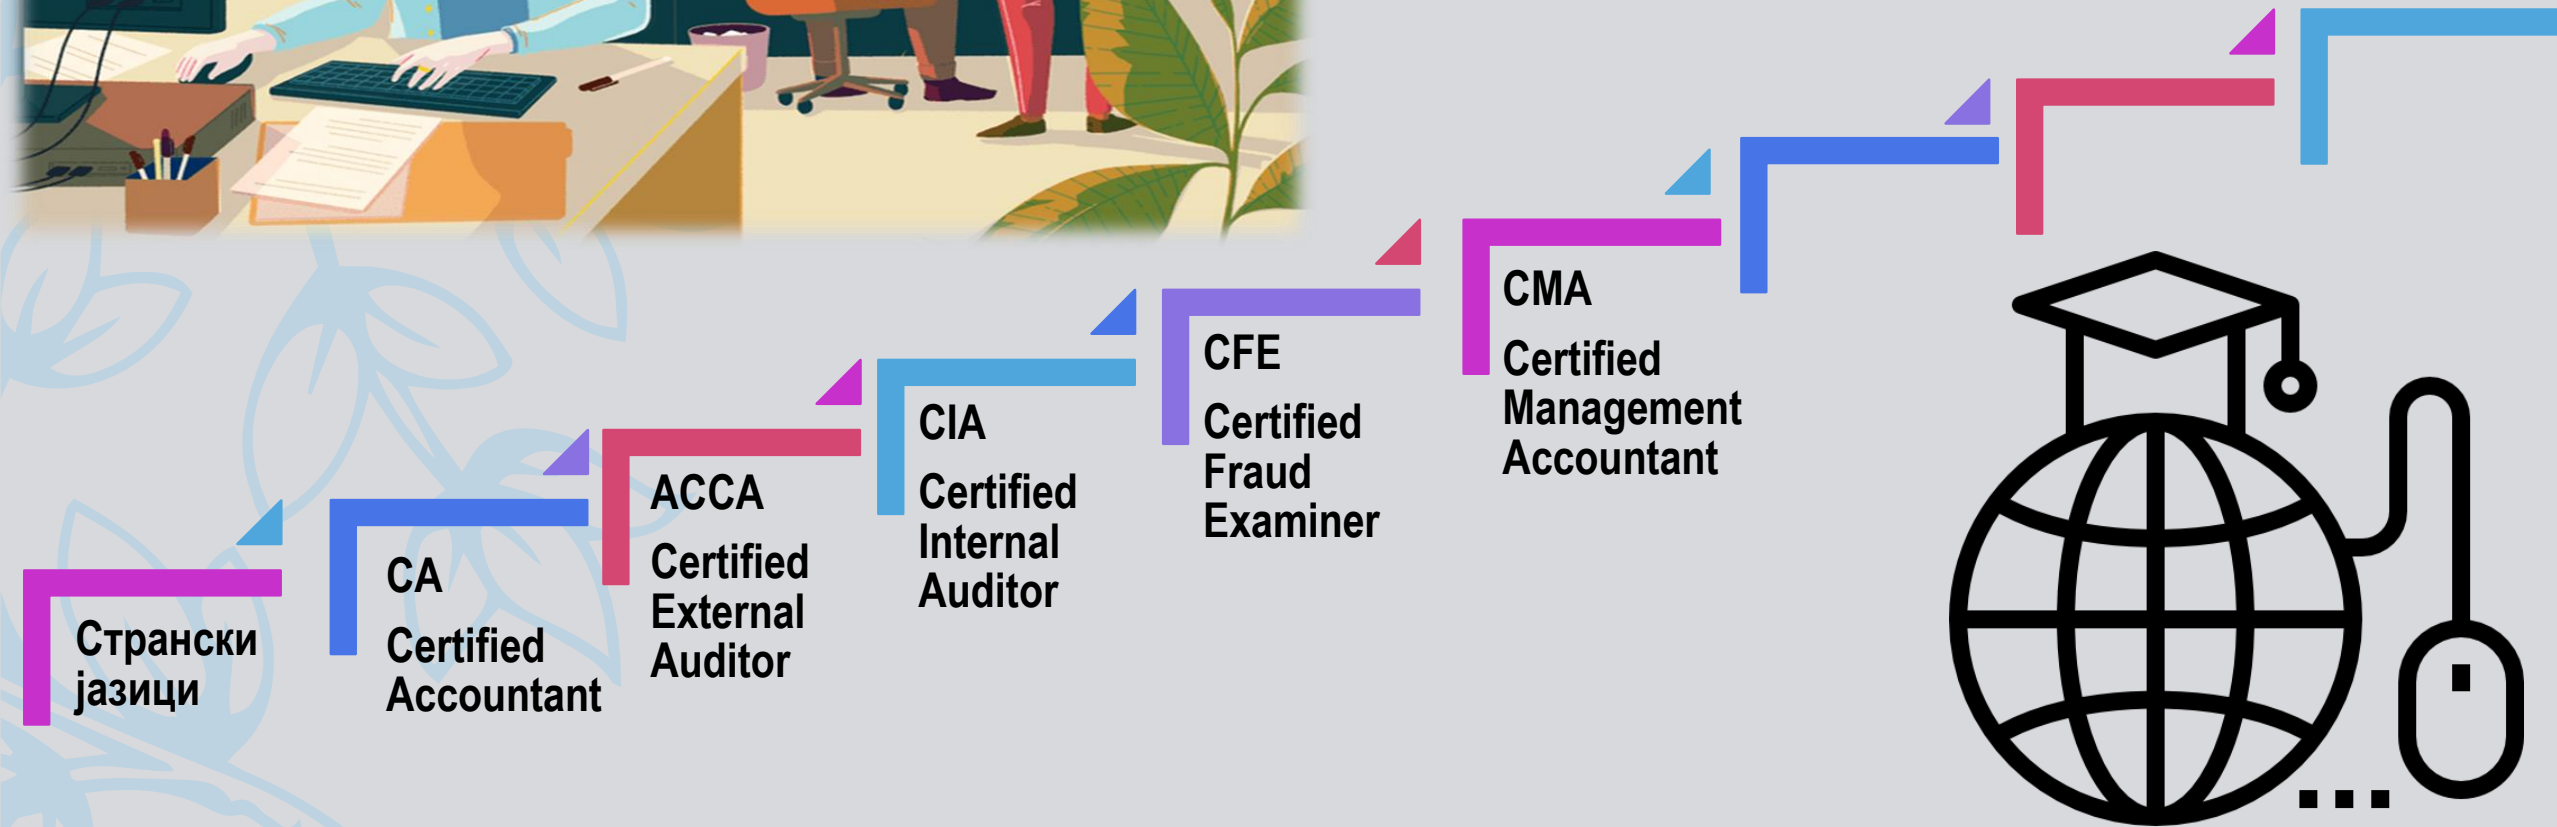 Странски
јазици
CA
Certified
Accountant
ACCA
Certified
External
Auditor
CIA
Certified
Internal
Auditor
CFE
Certified
Fraud
Examiner
CMA
Certified
Management
Accountant